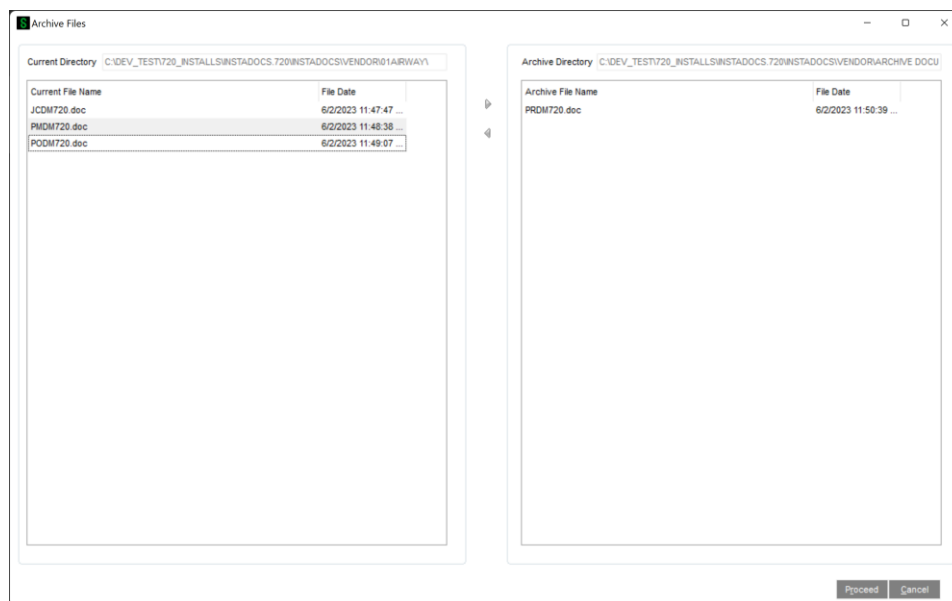 Archive Files
Current Directory C:\DEV_TEST\720_INSTALLS\INSTADOCS.720\INSTADOCS\VENDOR\01AIRWAY\
Archive Directory C:\DEV_TEST\720_INSTALLS\INSTADOCS.720\INSTADOCS\VENDOR\ARCHIVE DOCU
Current File Name File Date
JCDM720.doc 6/2/2023 11:47:47 ...
PMDM720.doc 6/2/2023 11:48:38 ...
PODM720.doc 6/2/2023 11:49:07 ...
Archive File Name File Date
PRDM720.doc 6/2/2023 11:50:39 ...
Proceed Cancel